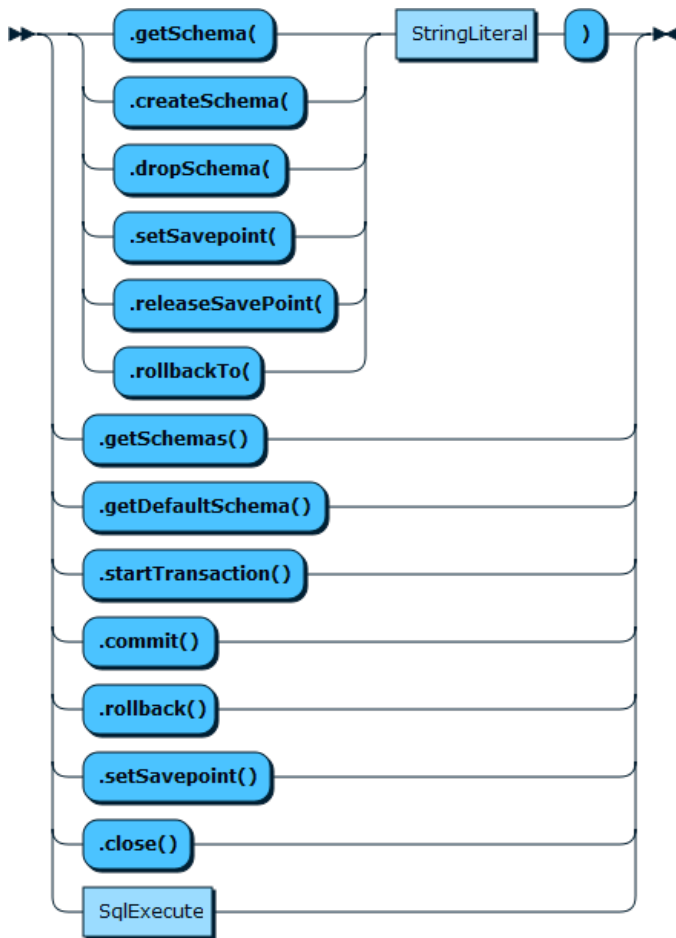 .getSchema( StringLiteral )
.createSchema(
.dropSchema(
.setSavepoint(
.releaseSavePoint(
.rollbackTo(
.getSchemas()
.getDefaultSchema()
.startTransaction()
.commit()
.rollback()
.setSavepoint()
.close()
SqlExecute